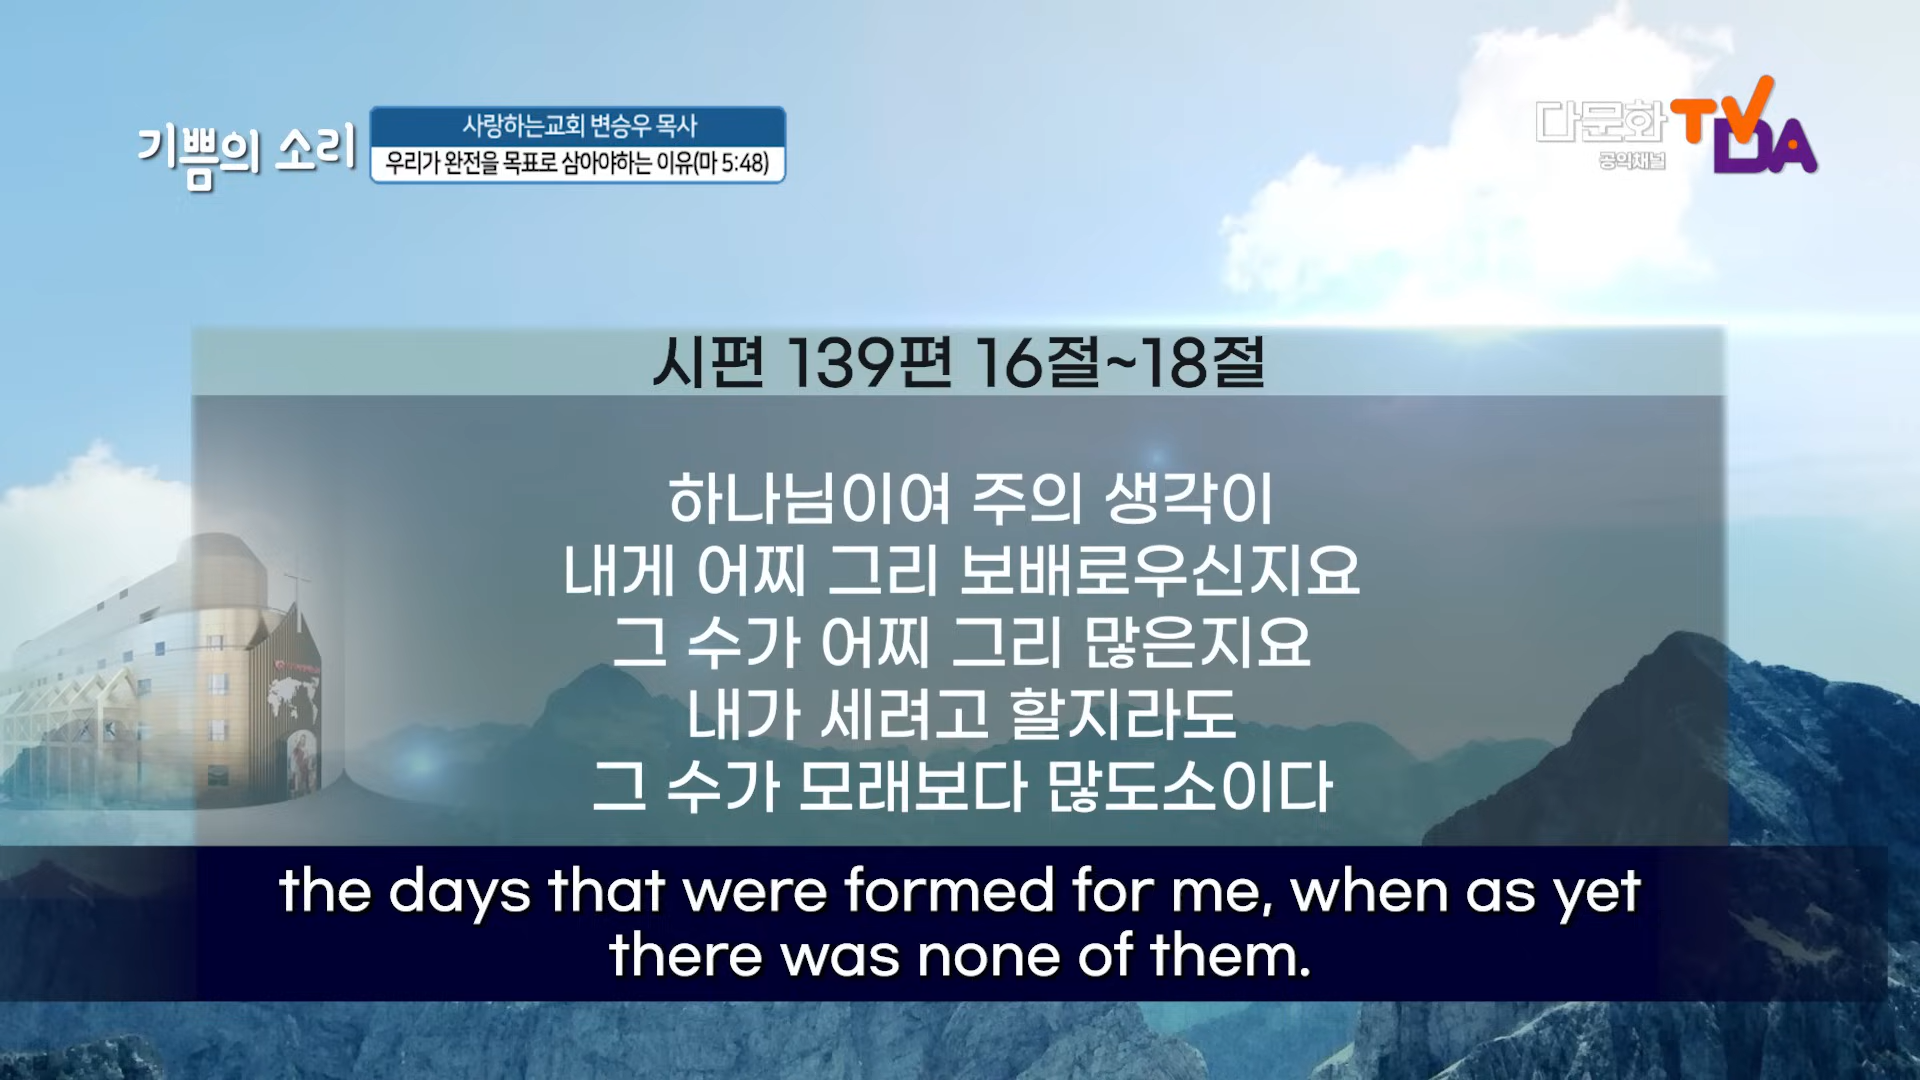 기쁨의 소리
사랑하는교회 변승우 목사
우리가 완전을 목표로 삼아야하는 이유(마 5:48)
다문화 TV DA
공익채널
시편 139편 16절~18절
하나님이여 주의 생각이
내게 어찌 그리 보배로우신지요
그 수가 어찌 그리 많은지요
내가 세려고 할지라도
그 수가 모래보다 많도소이다
the days that were formed for me, when as yet
there was none of them.